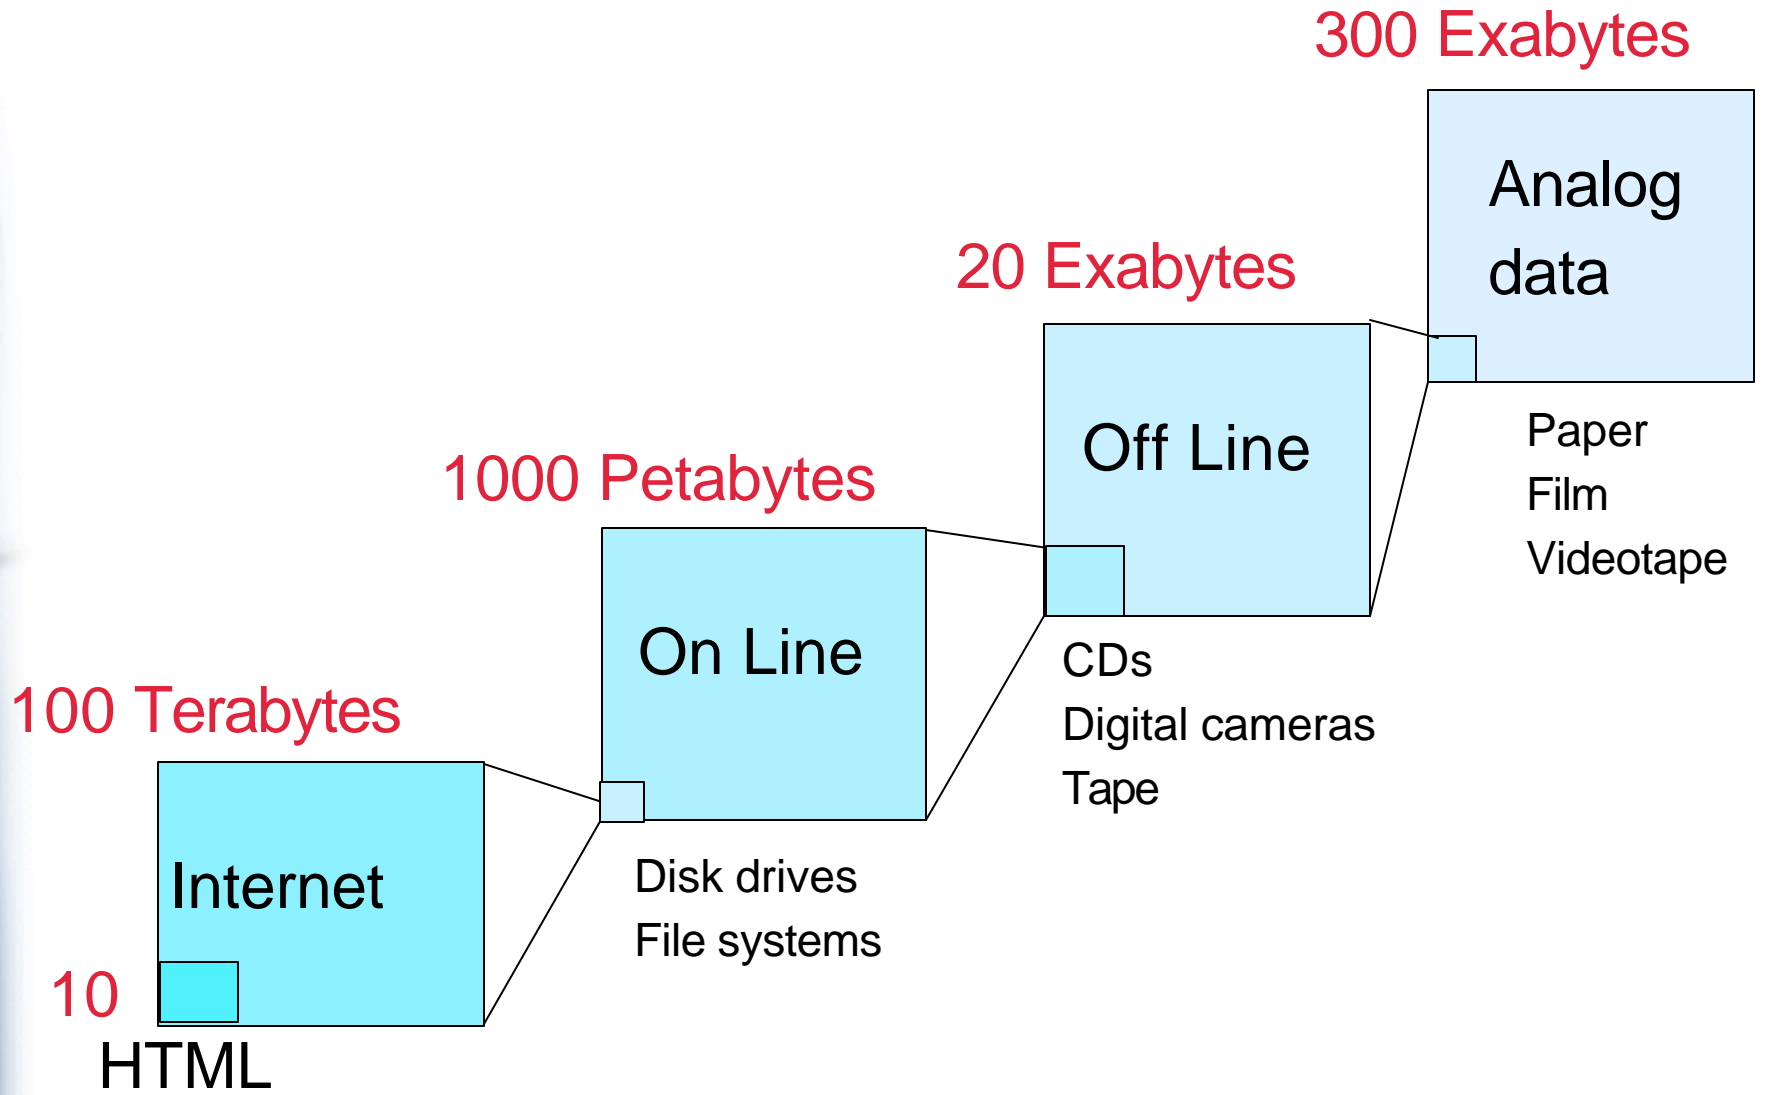 300 Exabytes
Analog
data
Paper
Film
Videotape
20 Exabytes
Off Line
CDs
Digital cameras
Tape
1000 Petabytes
On Line
Disk drives
File systems
100 Terabytes
Internet
10
HTML